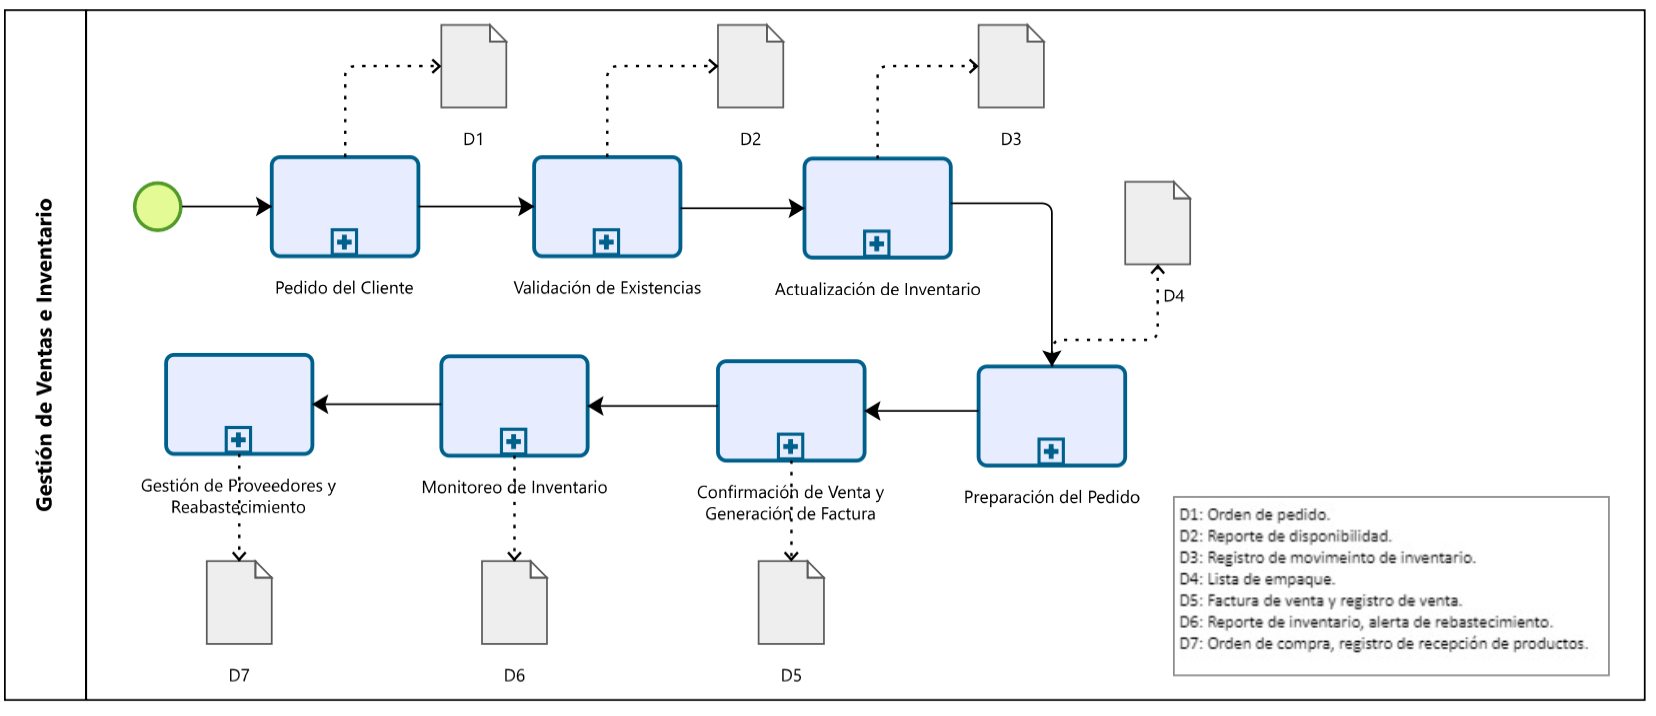 Gestión de Ventas e Inventario
D1
D2
D3
D4
Pedido del Cliente
Validación de Existencias
Actualización de Inventario
Gestión de Proveedores y
Reabastecimiento
Monitoreo de Inventario
Confirmación de Venta y
Generación de Factura
Preparación del Pedido
D7
D6
D5
D1: Orden de pedido.
D2: Reporte de disponibilidad.
D3: Registro de movimeinto de inventario.
D4: Lista de empaque.
D5: Factura de venta y registro de venta.
D6: Reporte de inventario, alerta de rebastecimiento.
D7: Orden de compra, registro de recepción de productos.